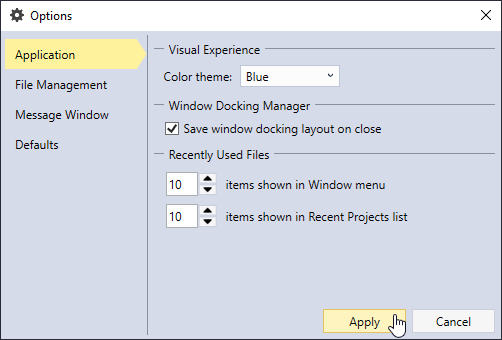 Options
Application
File Management
Message Window
Defaults
Visual Experience
Color theme: Blue
Window Docking Manager
Save window docking layout on close
Recently Used Files
10 items shown in Window menu
10 items shown in Recent Projects list
Apply Cancel